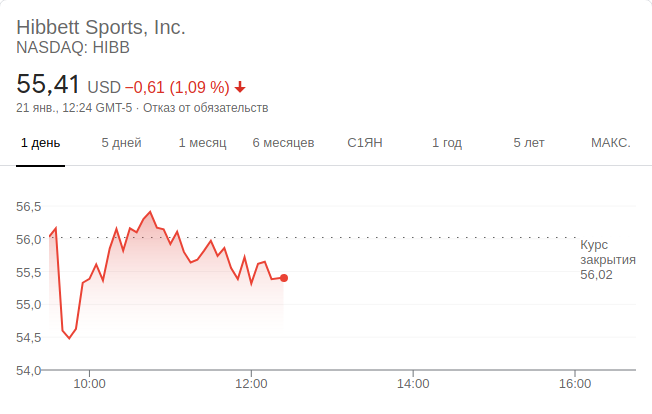 Hibbett Sports, Inc.
NASDAQ: HIBB
55,41 USD −0,61 (1,09 %)
21 янв., 12:24 GMT-5 · Отказ от обязательств
1 день 5 дней 1 месяц 6 месяцев С1ЯН 1 год 5 лет МАКС.
56,5
56,0
Курс
закрытия
56,02
55,5
55,0
54,5
54,0
10:00 12:00 14:00 16:00